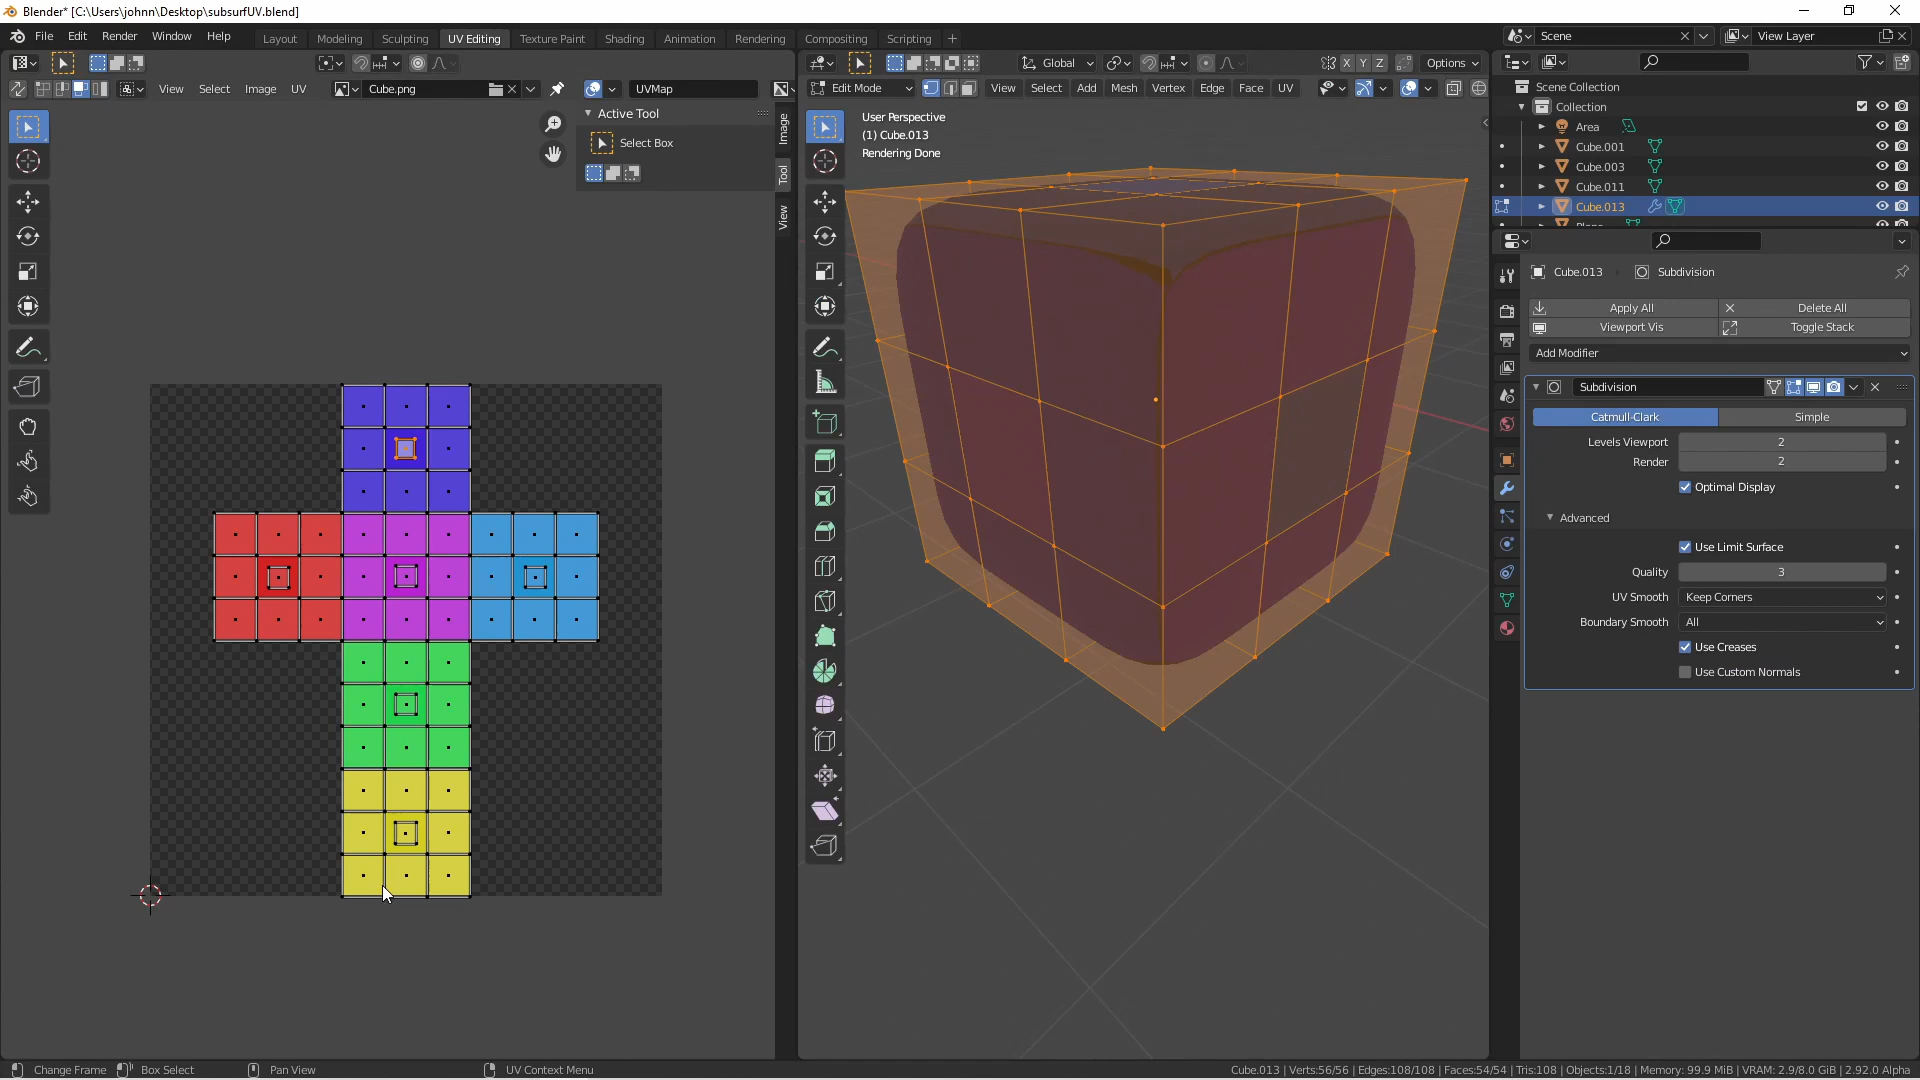 Blender* [C:\Users\johnn\Desktop\subsurfUV.blend]
File Edit Render Window Help Layout Modeling Sculpting UV Editing Texture Paint Shading Animation Rendering Compositing Scripting + Scene View Layer
Global X Y Z Options
View Select Image UV Cube.png UVMap Edit Mode View Select Add Mesh Vertex Edge Face UV
Active Tool
Select Box
Image
Tool
View
User Perspective
(1) Cube.013
Rendering Done
Scene Collection
Collection
Area
Cube.001
Cube.003
Cube.011
Cube.013
Cube.013 Subdivision
Apply All Delete All
Viewport Vis Toggle Stack
Add Modifier
Subdivision
Catmull-Clark Simple
Levels Viewport 2
Render 2
Optimal Display
Advanced
Use Limit Surface
Quality 3
UV Smooth Keep Corners
Boundary Smooth All
Use Creases
Use Custom Normals
Change Frame Box Select Pan View UV Context Menu Cube.013 | Verts:56/56 | Edges:108/108 | Faces:54/54 | Tris:108 | Objects:1/18 | Memory: 99.9 MiB | VRAM: 2.9/8.0 GiB | 2.92.0 Alpha